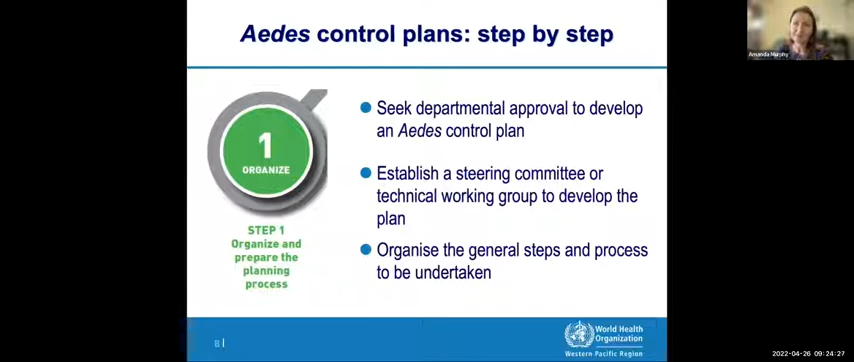 Aedes control plans: step by step
Amanda Murphy
1
ORGANIZE
STEP 1
Organize and
prepare the
planning
process
Seek departmental approval to develop
an Aedes control plan
Establish a steering committee or
technical working group to develop the
plan
Organise the general steps and process
to be undertaken
8|
World Health
Organization
Western Pacific Region
2022-04-26 09:24:27